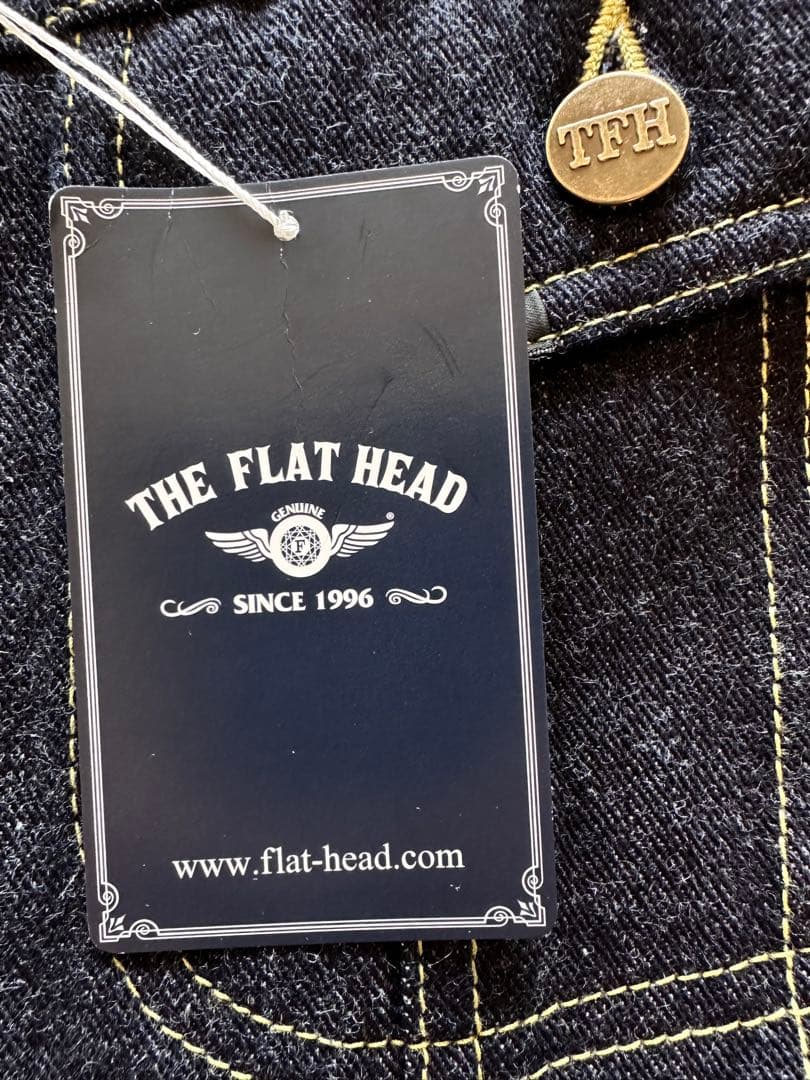 TFH
THE FLAT HEAD
GENUINE
®
F
SINCE 1996
www.flat-head.com